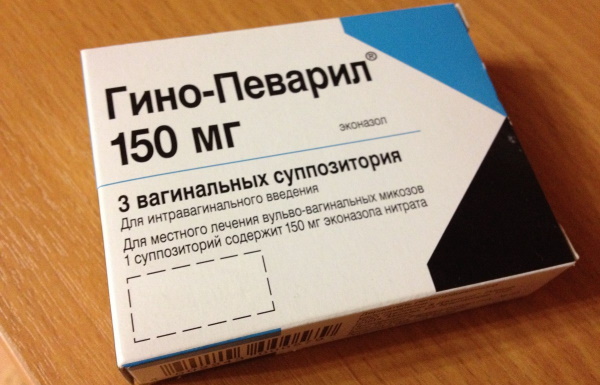 Гино-Певарил®
150 мг
эконазол
3 вагинальных суппозитория
Для интравагинального введения
Для местного лечения вульво-вагинальных микозов
1 суппозиторий содержит 150 мг эконазола нитрата